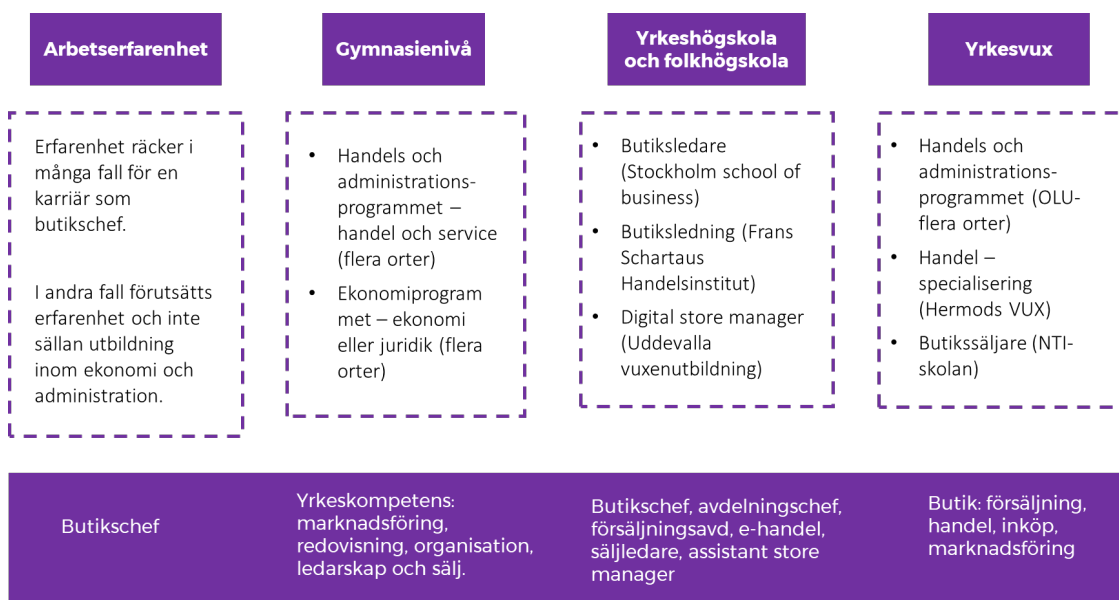 Arbetserfarenhet
Gymnasienivå
Yrkeshögskola
och folkhögskola
Yrkesvux
Erfarenhet räcker i
många fall för en
karriär som
butikschef.
I andra fall förutsätts
erfarenhet och inte
sällan utbildning
inom ekonomi och
administration.
• Handels och
administrations-
programmet –
handel och service
(flera orter)
• Ekonomiprogram
met – ekonomi
eller juridik (flera
orter)
• Butiksledare
(Stockholm school of
business)
• Butiksledning (Frans
Schartaus
Handelsinstitut)
• Digital store manager
(Uddevalla
vuxenutbildning)
• Handels och
administrations-
programmet (OLU-
flera orter)
• Handel –
specialisering
(Hermods VUX)
• Butikssäljare (NTI-
skolan)
Butikschef
Yrkeskompetens:
marknadsföring,
redovisning, organisation,
ledarskap och sälj.
Butikschef, avdelningschef,
försäljningsavd, e-handel,
säljledare, assistant store
manager
Butik: försäljning,
handel, inköp,
marknadsföring